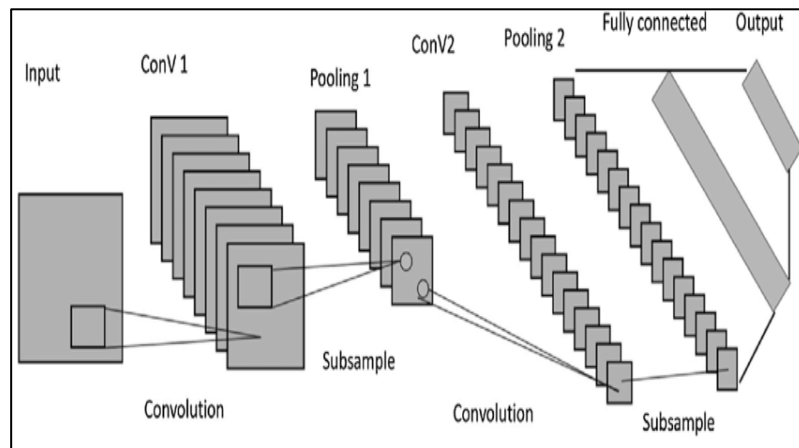 Input
ConV 1
Pooling 1
ConV2
Pooling 2
Fully connected
Output
Convolution
Subsample
Convolution
Subsample